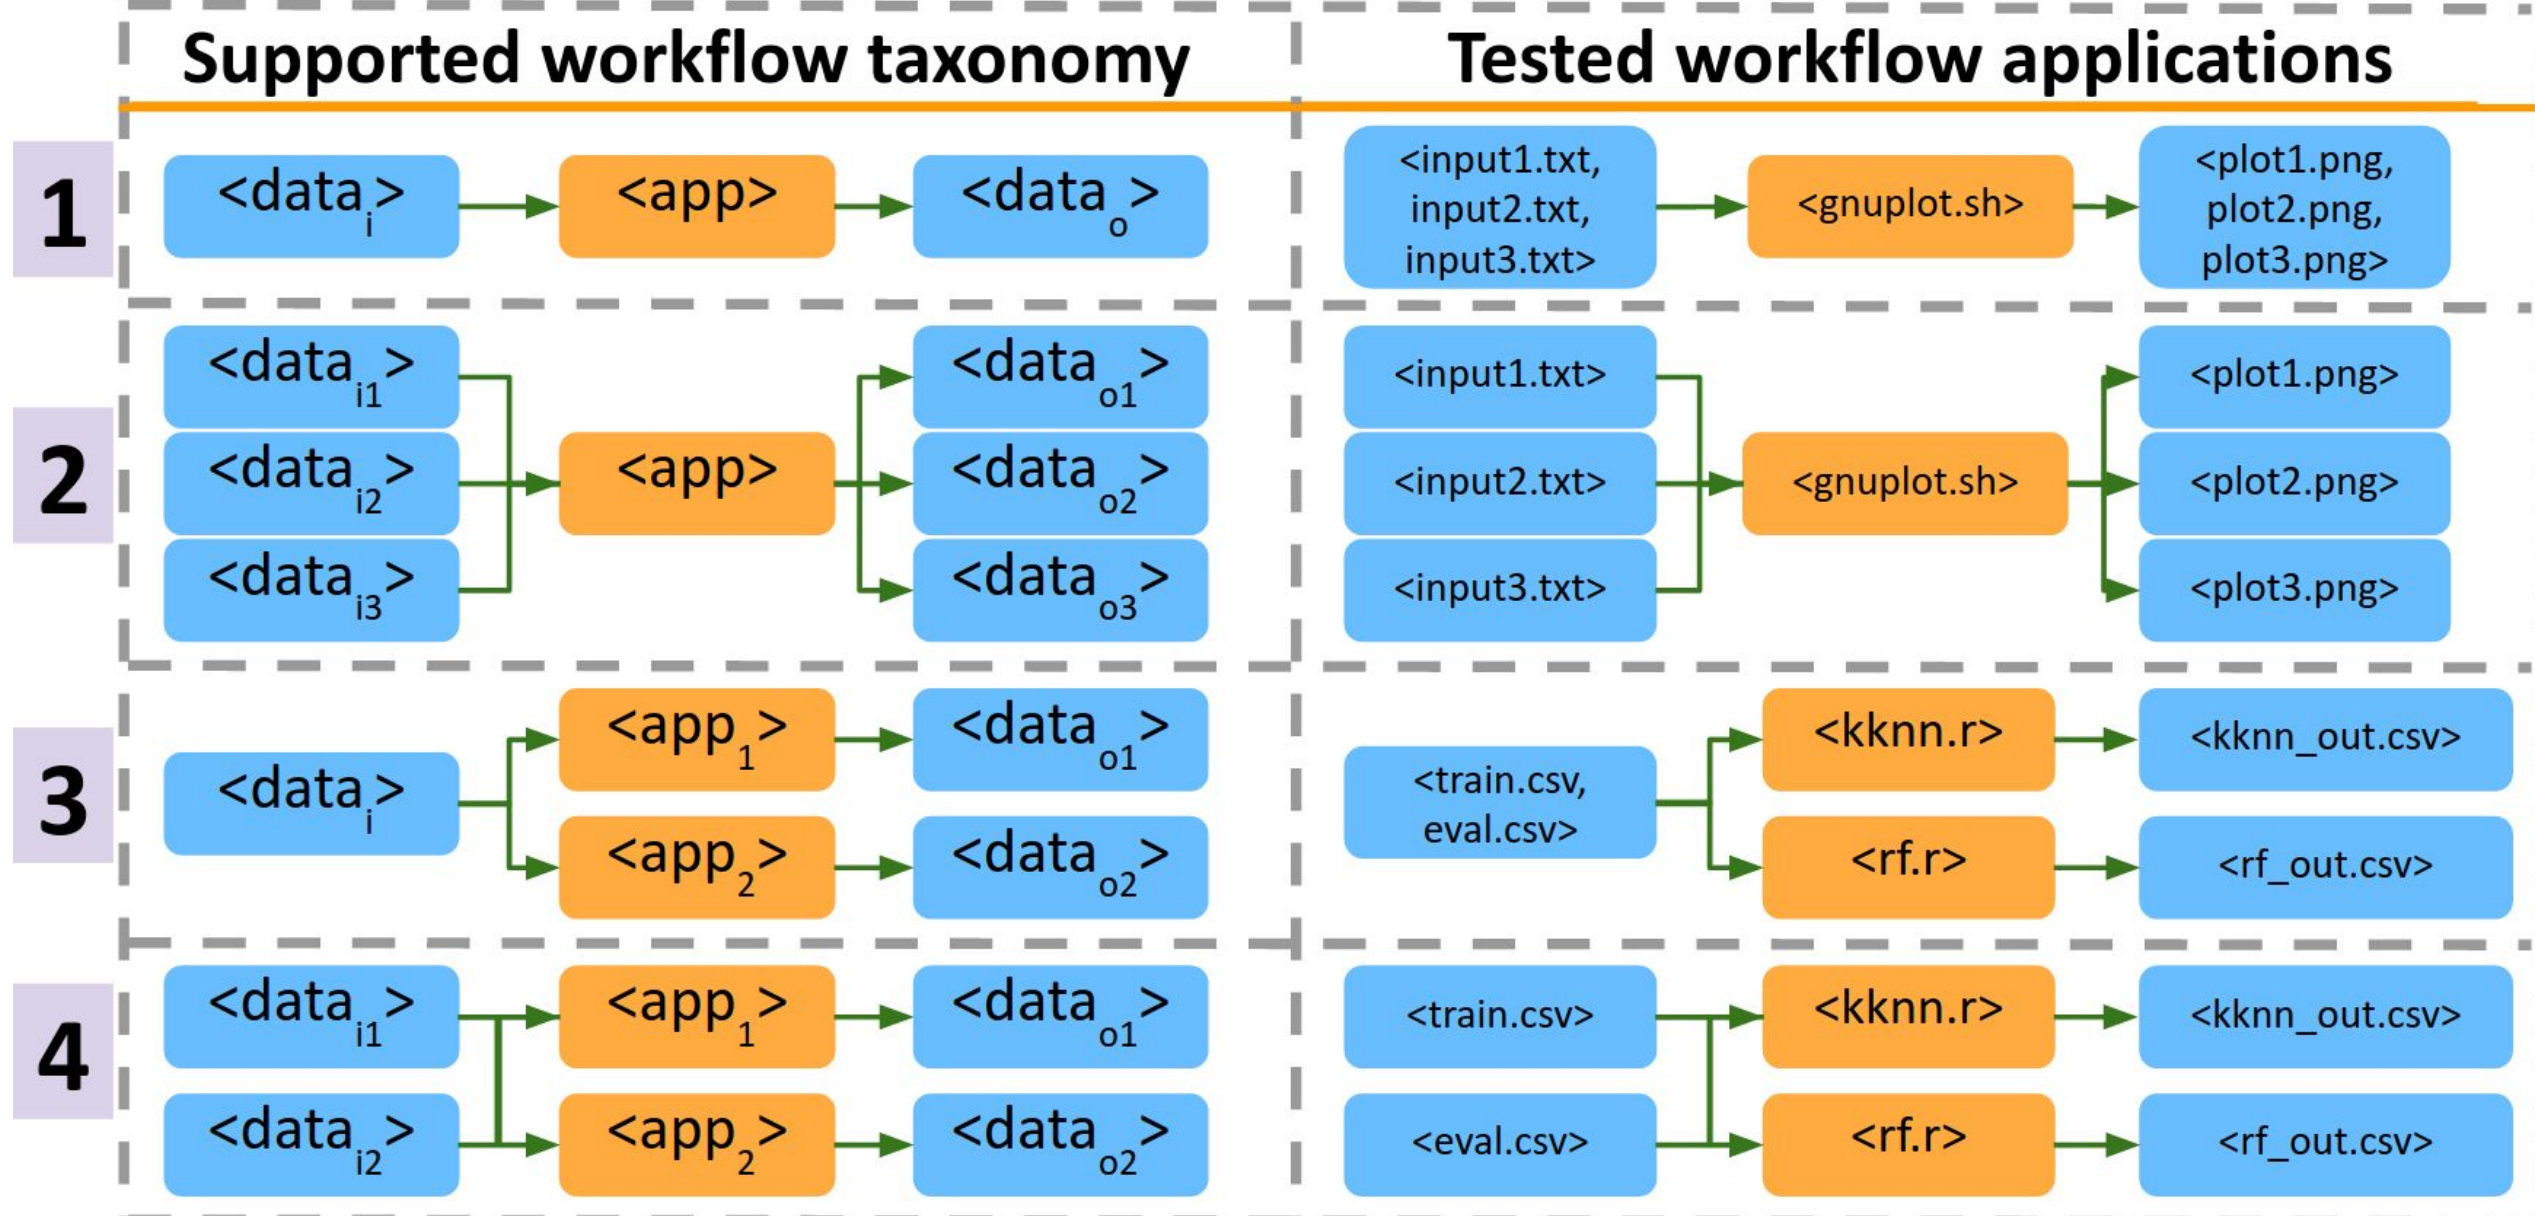 Supported workflow taxonomy
Tested workflow applications
1
<data_i>
<app>
<data_o>
<input1.txt,
input2.txt,
input3.txt>
<gnuplot.sh>
<plot1.png,
plot2.png,
plot3.png>
2
<data_i1>
<data_i2>
<data_i3>
<app>
<data_o1>
<data_o2>
<data_o3>
<input1.txt>
<input2.txt>
<input3.txt>
<gnuplot.sh>
<plot1.png>
<plot2.png>
<plot3.png>
3
<data_i>
<app_1>
<data_o1>
<app_2>
<data_o2>
<train.csv,
eval.csv>
<kknn.r>
<kknn_out.csv>
<rf.r>
<rf_out.csv>
4
<data_i1>
<app_1>
<data_o1>
<data_i2>
<app_2>
<data_o2>
<train.csv>
<kknn.r>
<kknn_out.csv>
<eval.csv>
<rf.r>
<rf_out.csv>